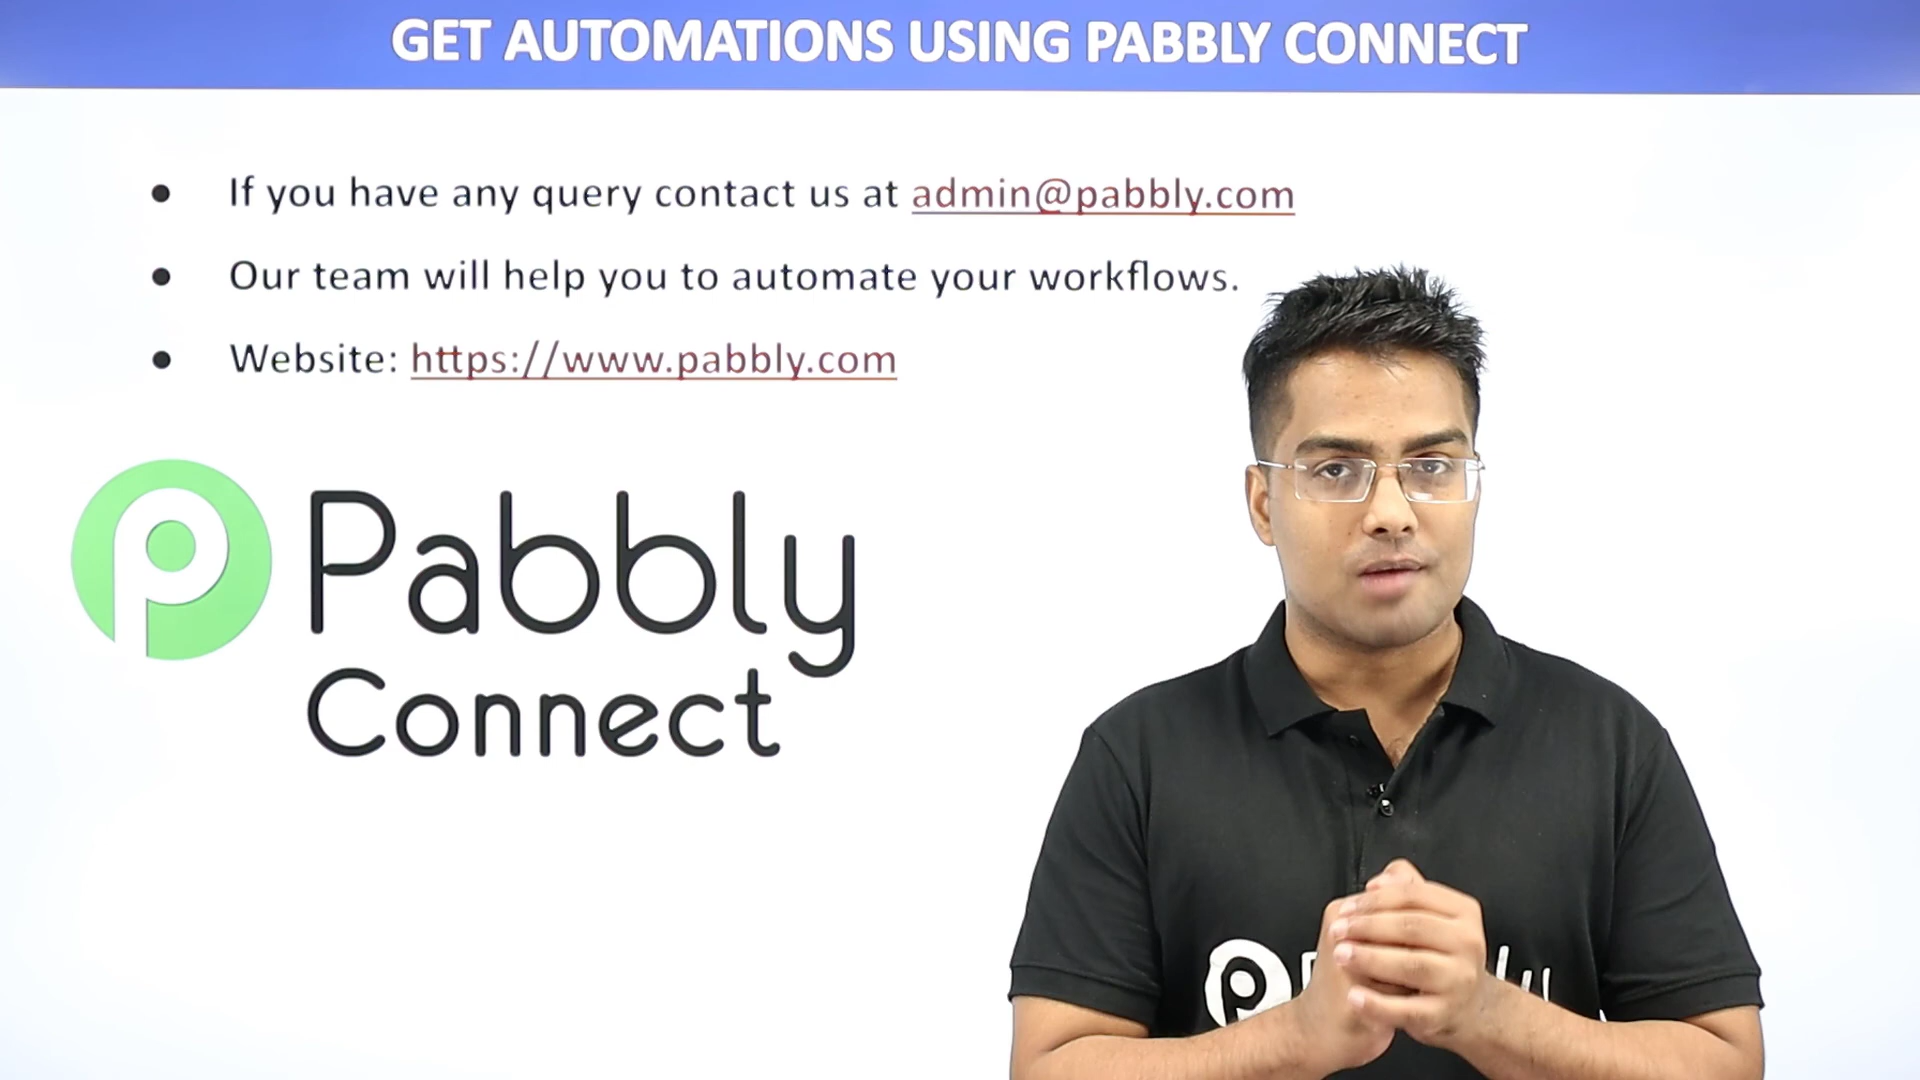 GET AUTOMATIONS USING PABBLY CONNECT
If you have any query contact us at admin@pabbly.com
Our team will help you to automate your workflows.
Website: https://www.pabbly.com
Pabbly
Connect